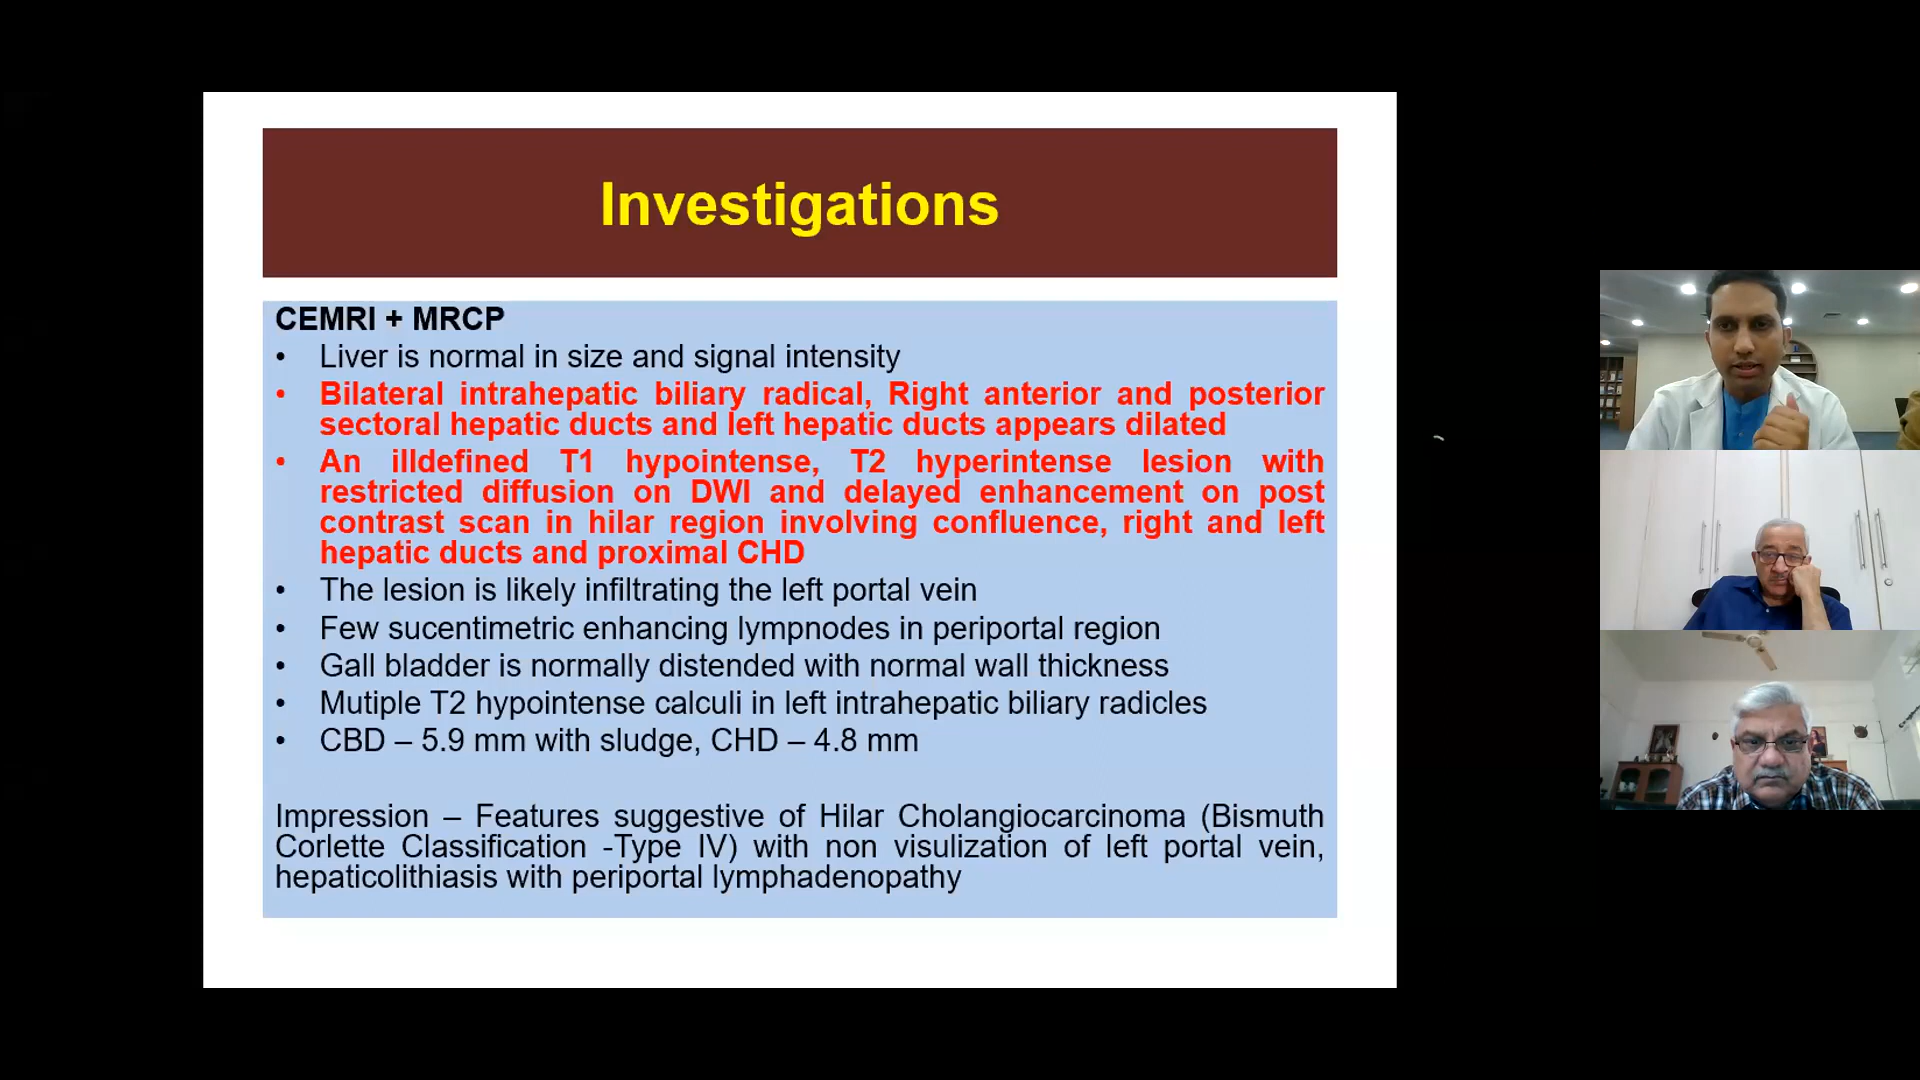 Investigations
CEMRI + MRCP
• Liver is normal in size and signal intensity
• Bilateral intrahepatic biliary radical, Right anterior and posterior
sectoral hepatic ducts and left hepatic ducts appears dilated
• An illdefined T1 hypointense, T2 hyperintense lesion with
restricted diffusion on DWI and delayed enhancement on post
contrast scan in hilar region involving confluence, right and left
hepatic ducts and proximal CHD
• The lesion is likely infiltrating the left portal vein
• Few sucentimetric enhancing lympnodes in periportal region
• Gall bladder is normally distended with normal wall thickness
• Mutiple T2 hypointense calculi in left intrahepatic biliary radicles
• CBD – 5.9 mm with sludge, CHD – 4.8 mm
Impression – Features suggestive of Hilar Cholangiocarcinoma (Bismuth
Corlette Classification -Type IV) with non visulization of left portal vein,
hepaticolithiasis with periportal lymphadenopathy